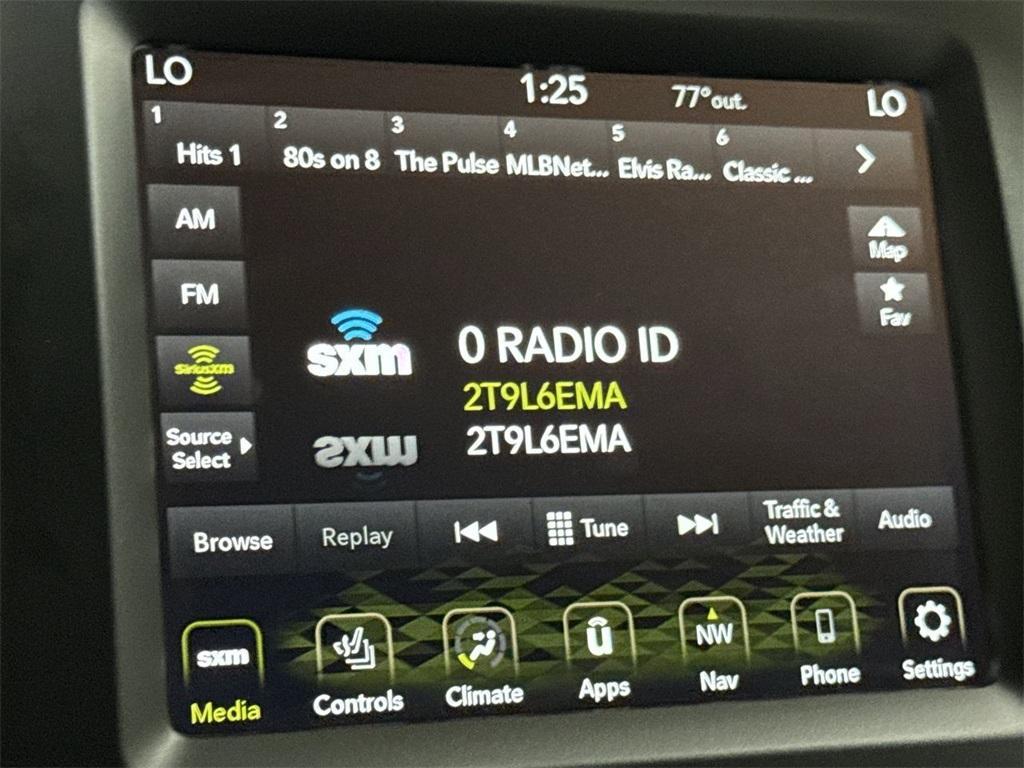 LO 1:25 77°out. LO
1 2 3 4 5 6
Hits 1 80s on 8 The Pulse MLBNet... Elvis Ra... Classic ...
AM
Map
FM
Fav
sxm
0 RADIO ID
SiriusXM
2T9L6EMA
2T9L6EMA
Source
Select
Browse Replay Tune
Traffic &
Weather
Audio
sxm
u
NW
Media Controls Climate Apps Nav Phone Settings